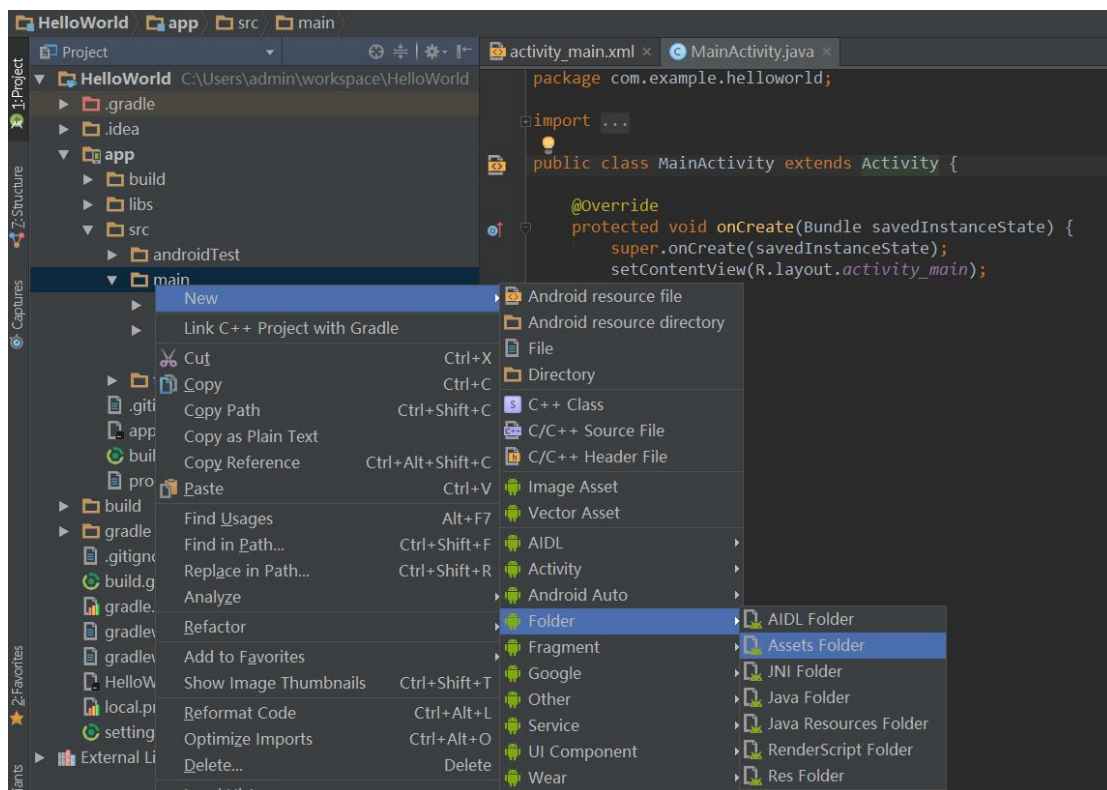 HelloWorld app src main
Project
activity_main.xml × MainActivity.java ×
1: Project
7: Structure
Captures
2: Favorites
HelloWorld C:\Users\admin\workspace\HelloWorld
.gradle
.idea
app
build
libs
src
androidTest
main
build
gradle
package com.example.helloworld;
import ...
public class MainActivity extends Activity {
@Override
protected void onCreate(Bundle savedInstanceState) {
super.onCreate(savedInstanceState);
setContentView(R.layout.activity_main);
New
Link C++ Project with Gradle
Cut Ctrl+X
Copy Ctrl+C
Copy Path Ctrl+Shift+C
Copy as Plain Text
Copy Reference Ctrl+Alt+Shift+C
Paste Ctrl+V
Find Usages Alt+F7
Find in Path... Ctrl+Shift+F
Replace in Path... Ctrl+Shift+R
Analyze
Refactor
Add to Favorites
Show Image Thumbnails Ctrl+Shift+T
Reformat Code Ctrl+Alt+L
Optimize Imports Ctrl+Alt+O
Delete... Delete
Android resource file
Android resource directory
File
Directory
C++ Class
C/C++ Source File
C/C++ Header File
Image Asset
Vector Asset
AIDL
Activity
Android Auto
Folder
Fragment
Google
Other
Service
UI Component
Wear
AIDL Folder
Assets Folder
JNI Folder
Java Folder
Java Resources Folder
RenderScript Folder
Res Folder